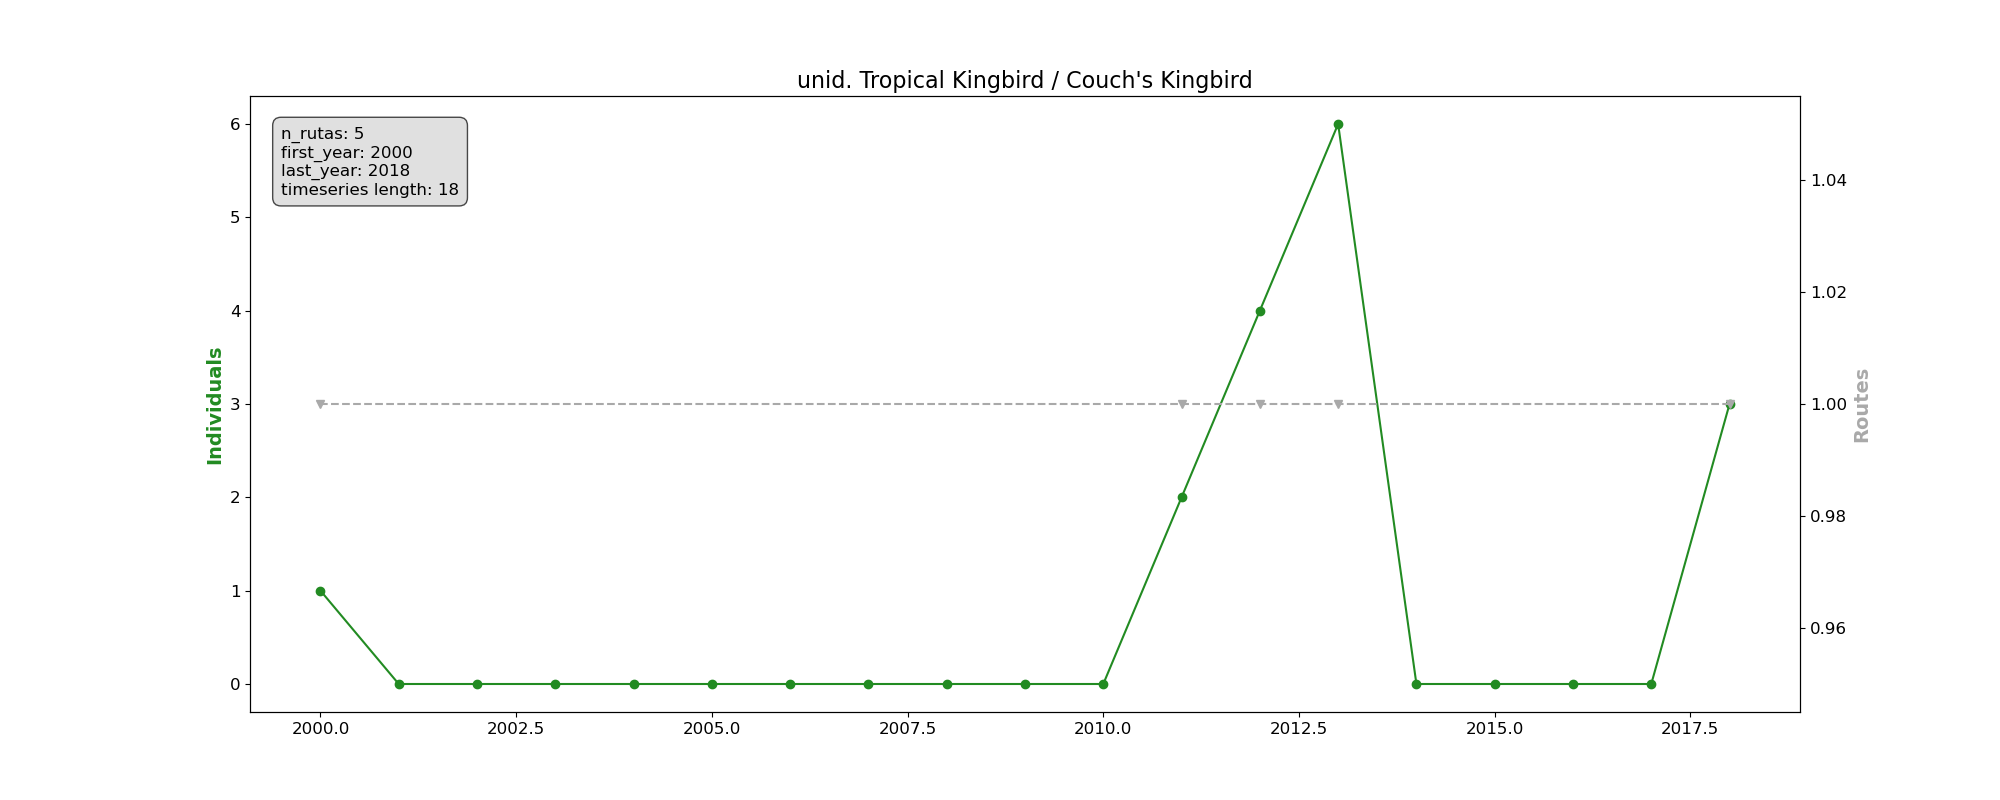 unid. Tropical Kingbird / Couch's Kingbird
n_rutas: 5
first_year: 2000
last_year: 2018
timeseries length: 18
6
5
4
3
2
1
0
Individuals
1.04
1.02
1.00
0.98
0.96
Routes
2000.0 2002.5 2005.0 2007.5 2010.0 2012.5 2015.0 2017.5